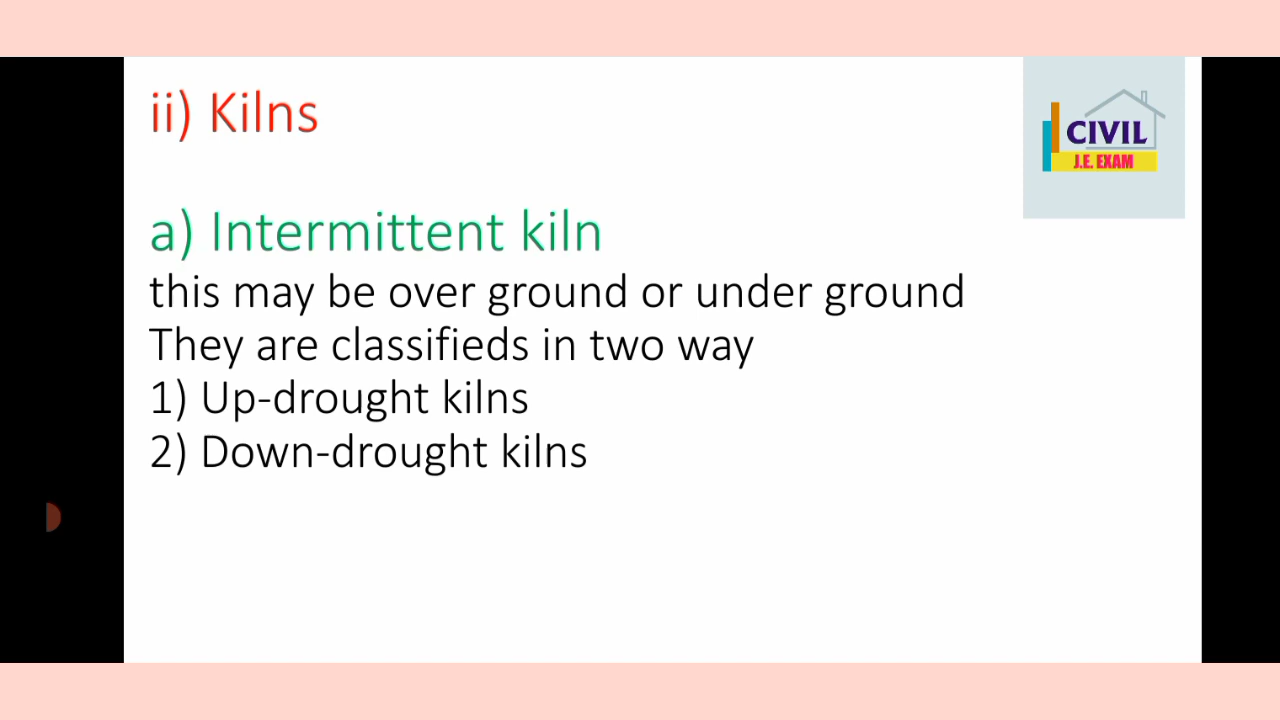 ii) Kilns
CIVIL
J.E. EXAM
a) Intermittent kiln
this may be over ground or under ground
They are classifieds in two way
1) Up-drought kilns
2) Down-drought kilns